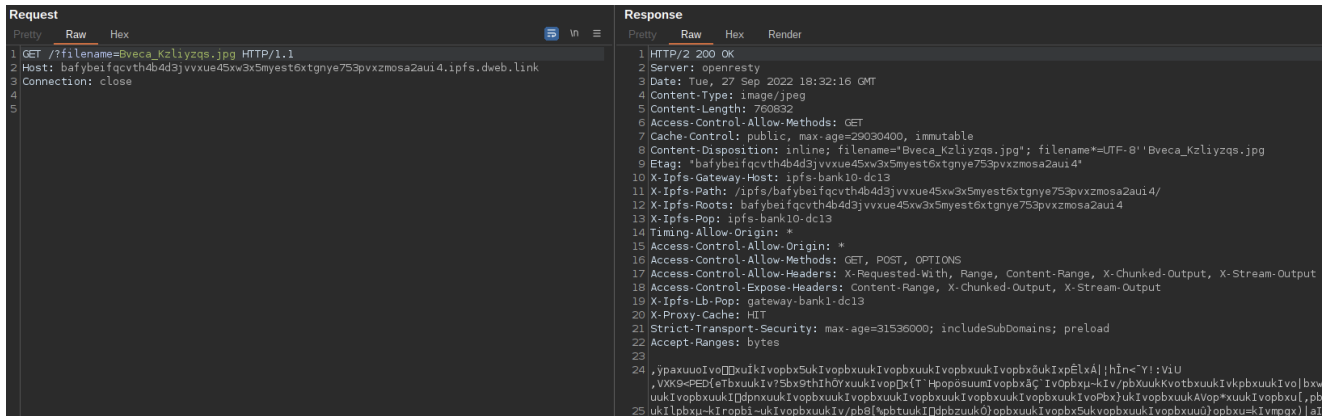 Request
Pretty Raw Hex
\n
1 GET /?filename=Bveca_Kzliyzqs.jpg HTTP/1.1
2 Host: bafybeifqcvth4b4d3jvvxue45xw3x5myest6xtgnye753pvxzmosa2aui4.ipfs.dweb.link
3 Connection: close
4
5
Response
Pretty Raw Hex Render
1 HTTP/2 200 OK
2 Server: openresty
3 Date: Tue, 27 Sep 2022 18:32:16 GMT
4 Content-Type: image/jpeg
5 Content-Length: 760832
6 Access-Control-Allow-Methods: GET
7 Cache-Control: public, max-age=29030400, immutable
8 Content-Disposition: inline; filename="Bveca_Kzliyzqs.jpg"; filename*=UTF-8''Bveca_Kzliyzqs.jpg
9 Etag: "bafybeifqcvth4b4d3jvvxue45xw3x5myest6xtgnye753pvxzmosa2aui4"
10 X-Ipfs-Gateway-Host: ipfs-bank10-dc13
11 X-Ipfs-Path: /ipfs/bafybeifqcvth4b4d3jvvxue45xw3x5myest6xtgnye753pvxzmosa2aui4/
12 X-Ipfs-Roots: bafybeifqcvth4b4d3jvvxue45xw3x5myest6xtgnye753pvxzmosa2aui4
13 X-Ipfs-Pop: ipfs-bank10-dc13
14 Timing-Allow-Origin: *
15 Access-Control-Allow-Origin: *
16 Access-Control-Allow-Methods: GET, POST, OPTIONS
17 Access-Control-Allow-Headers: X-Requested-With, Range, Content-Range, X-Chunked-Output, X-Stream-Output
18 Access-Control-Expose-Headers: Content-Range, X-Chunked-Output, X-Stream-Output
19 X-Ipfs-Lb-Pop: gateway-bank1-dc13
20 X-Proxy-Cache: HIT
21 Strict-Transport-Security: max-age=31536000; includeSubDomains; preload
22 Accept-Ranges: bytes
23
24
25